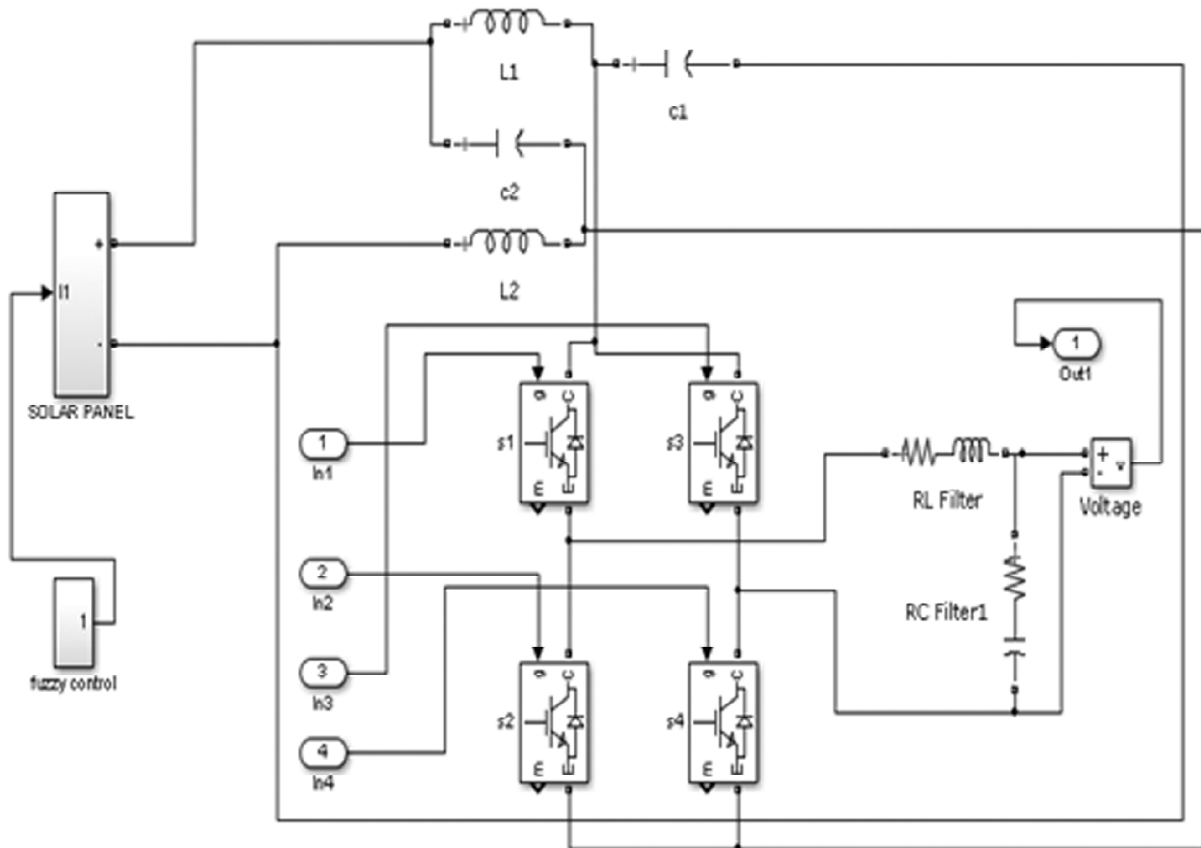 L1
c1
c2
L2
+
I1
-
SOLAR PANEL
1
fuzzy control
1
In1
2
In2
3
In3
4
In4
g C
s1
m E
g C
s3
m E
g C
s2
m E
g C
s4
m E
RL Filter
RC Filter1
+
-
v
Voltage
1
Out1